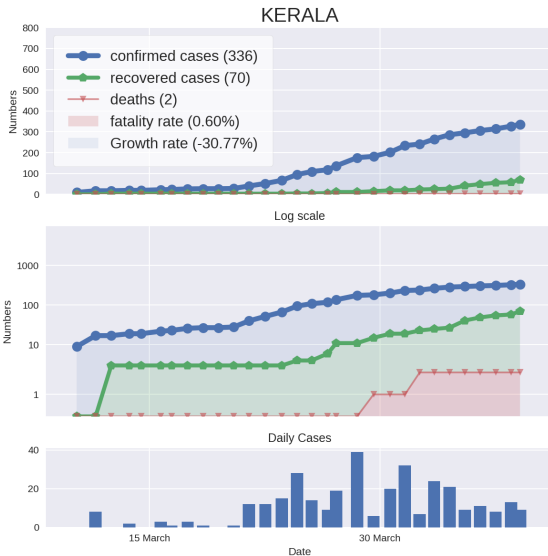 KERALA
800
700
600
500
400
300
200
100
0
Numbers
confirmed cases (336)
recovered cases (70)
deaths (2)
fatality rate (0.60%)
Growth rate (-30.77%)
Log scale
1000
100
10
1
Numbers
Daily Cases
40
20
0
15 March
30 March
Date